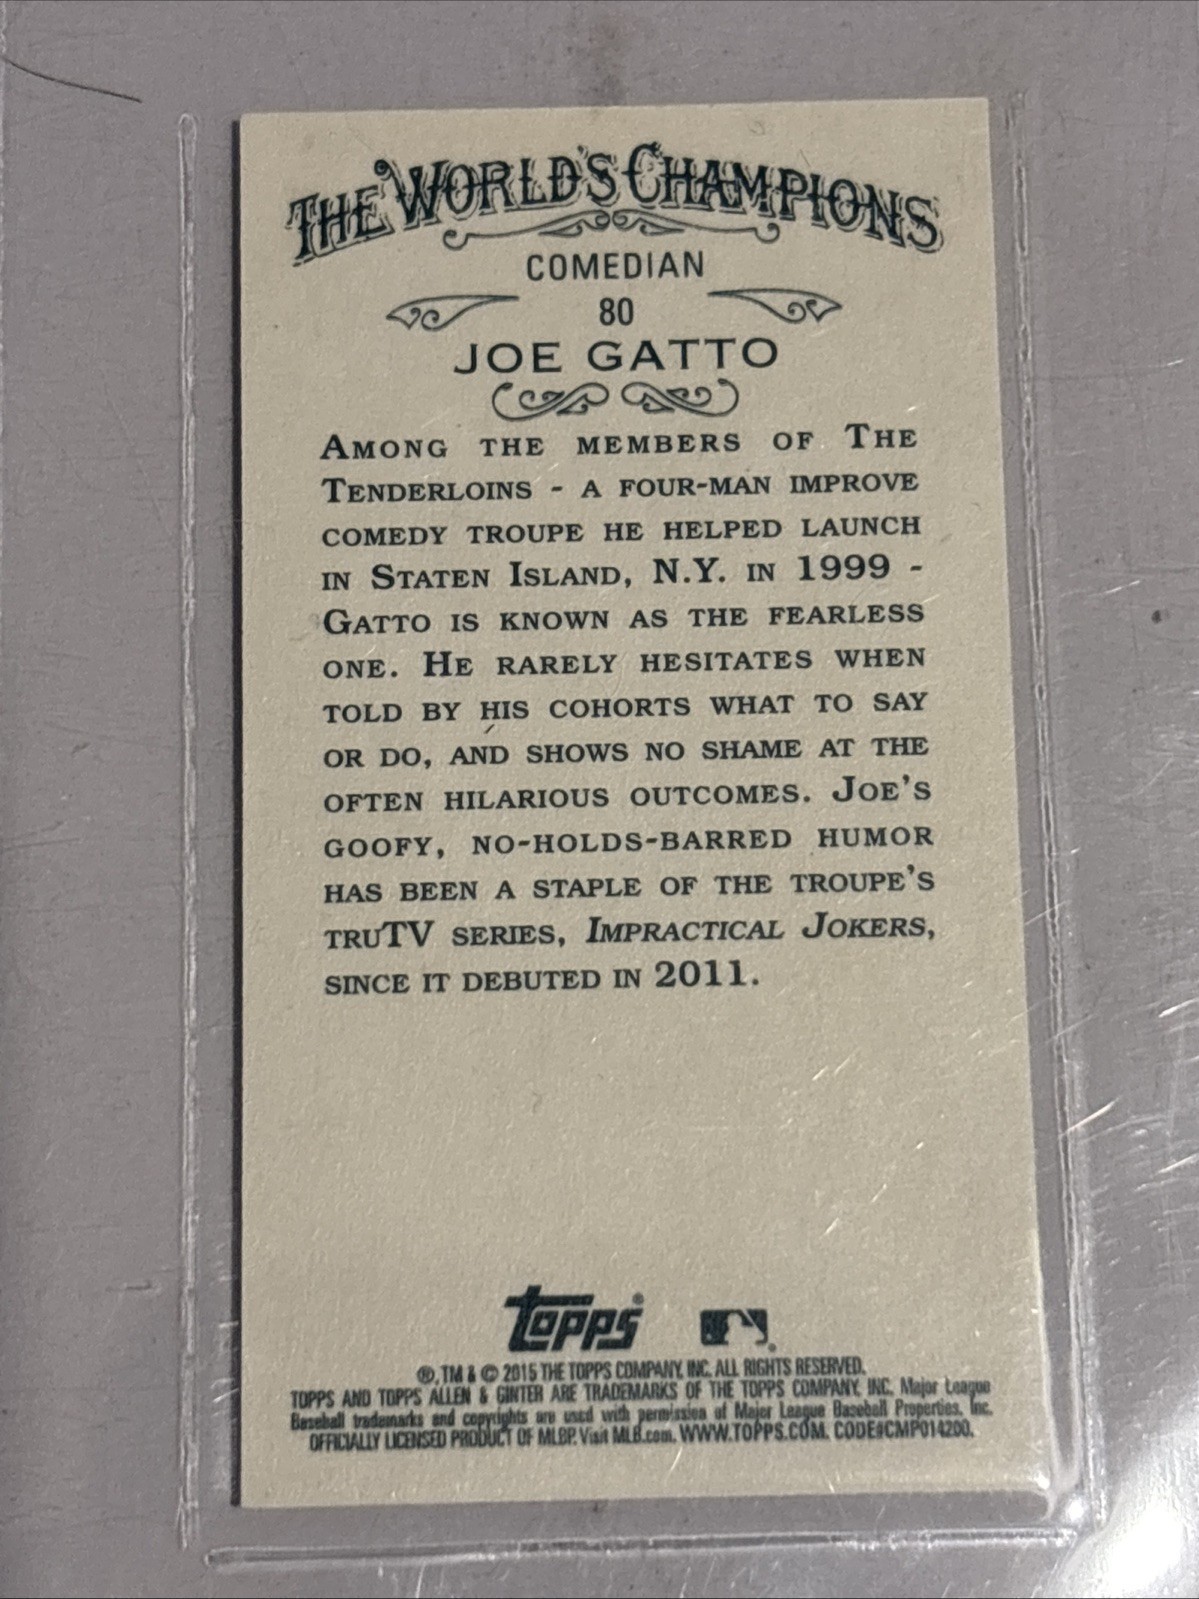 THE WORLD'S CHAMPIONS
COMEDIAN
80
JOE GATTO
AMONG THE MEMBERS OF THE
TENDERLOINS - A FOUR-MAN IMPROVE
COMEDY TROUPE HE HELPED LAUNCH
IN STATEN ISLAND, N.Y. IN 1999 -
GATTO IS KNOWN AS THE FEARLESS
ONE. HE RARELY HESITATES WHEN
TOLD BY HIS COHORTS WHAT TO SAY
OR DO, AND SHOWS NO SHAME AT THE
OFTEN HILARIOUS OUTCOMES. JOE'S
GOOFY, NO-HOLDS-BARRED HUMOR
HAS BEEN A STAPLE OF THE TROUPE'S
TRUTV SERIES, IMPRACTICAL JOKERS,
SINCE IT DEBUTED IN 2011.
Topps®
®, TM & © 2015 THE TOPPS COMPANY, INC. ALL RIGHTS RESERVED.
TOPPS AND TOPPS ALLEN & GINTER ARE TRADEMARKS OF THE TOPPS COMPANY, INC. Major League
Baseball trademarks and copyrights are used with permission of Major League Baseball Properties, Inc.
OFFICIALLY LICENSED PRODUCT OF MLBP. Visit MLB.com. WWW.TOPPS.COM. CODE#CMP014200.